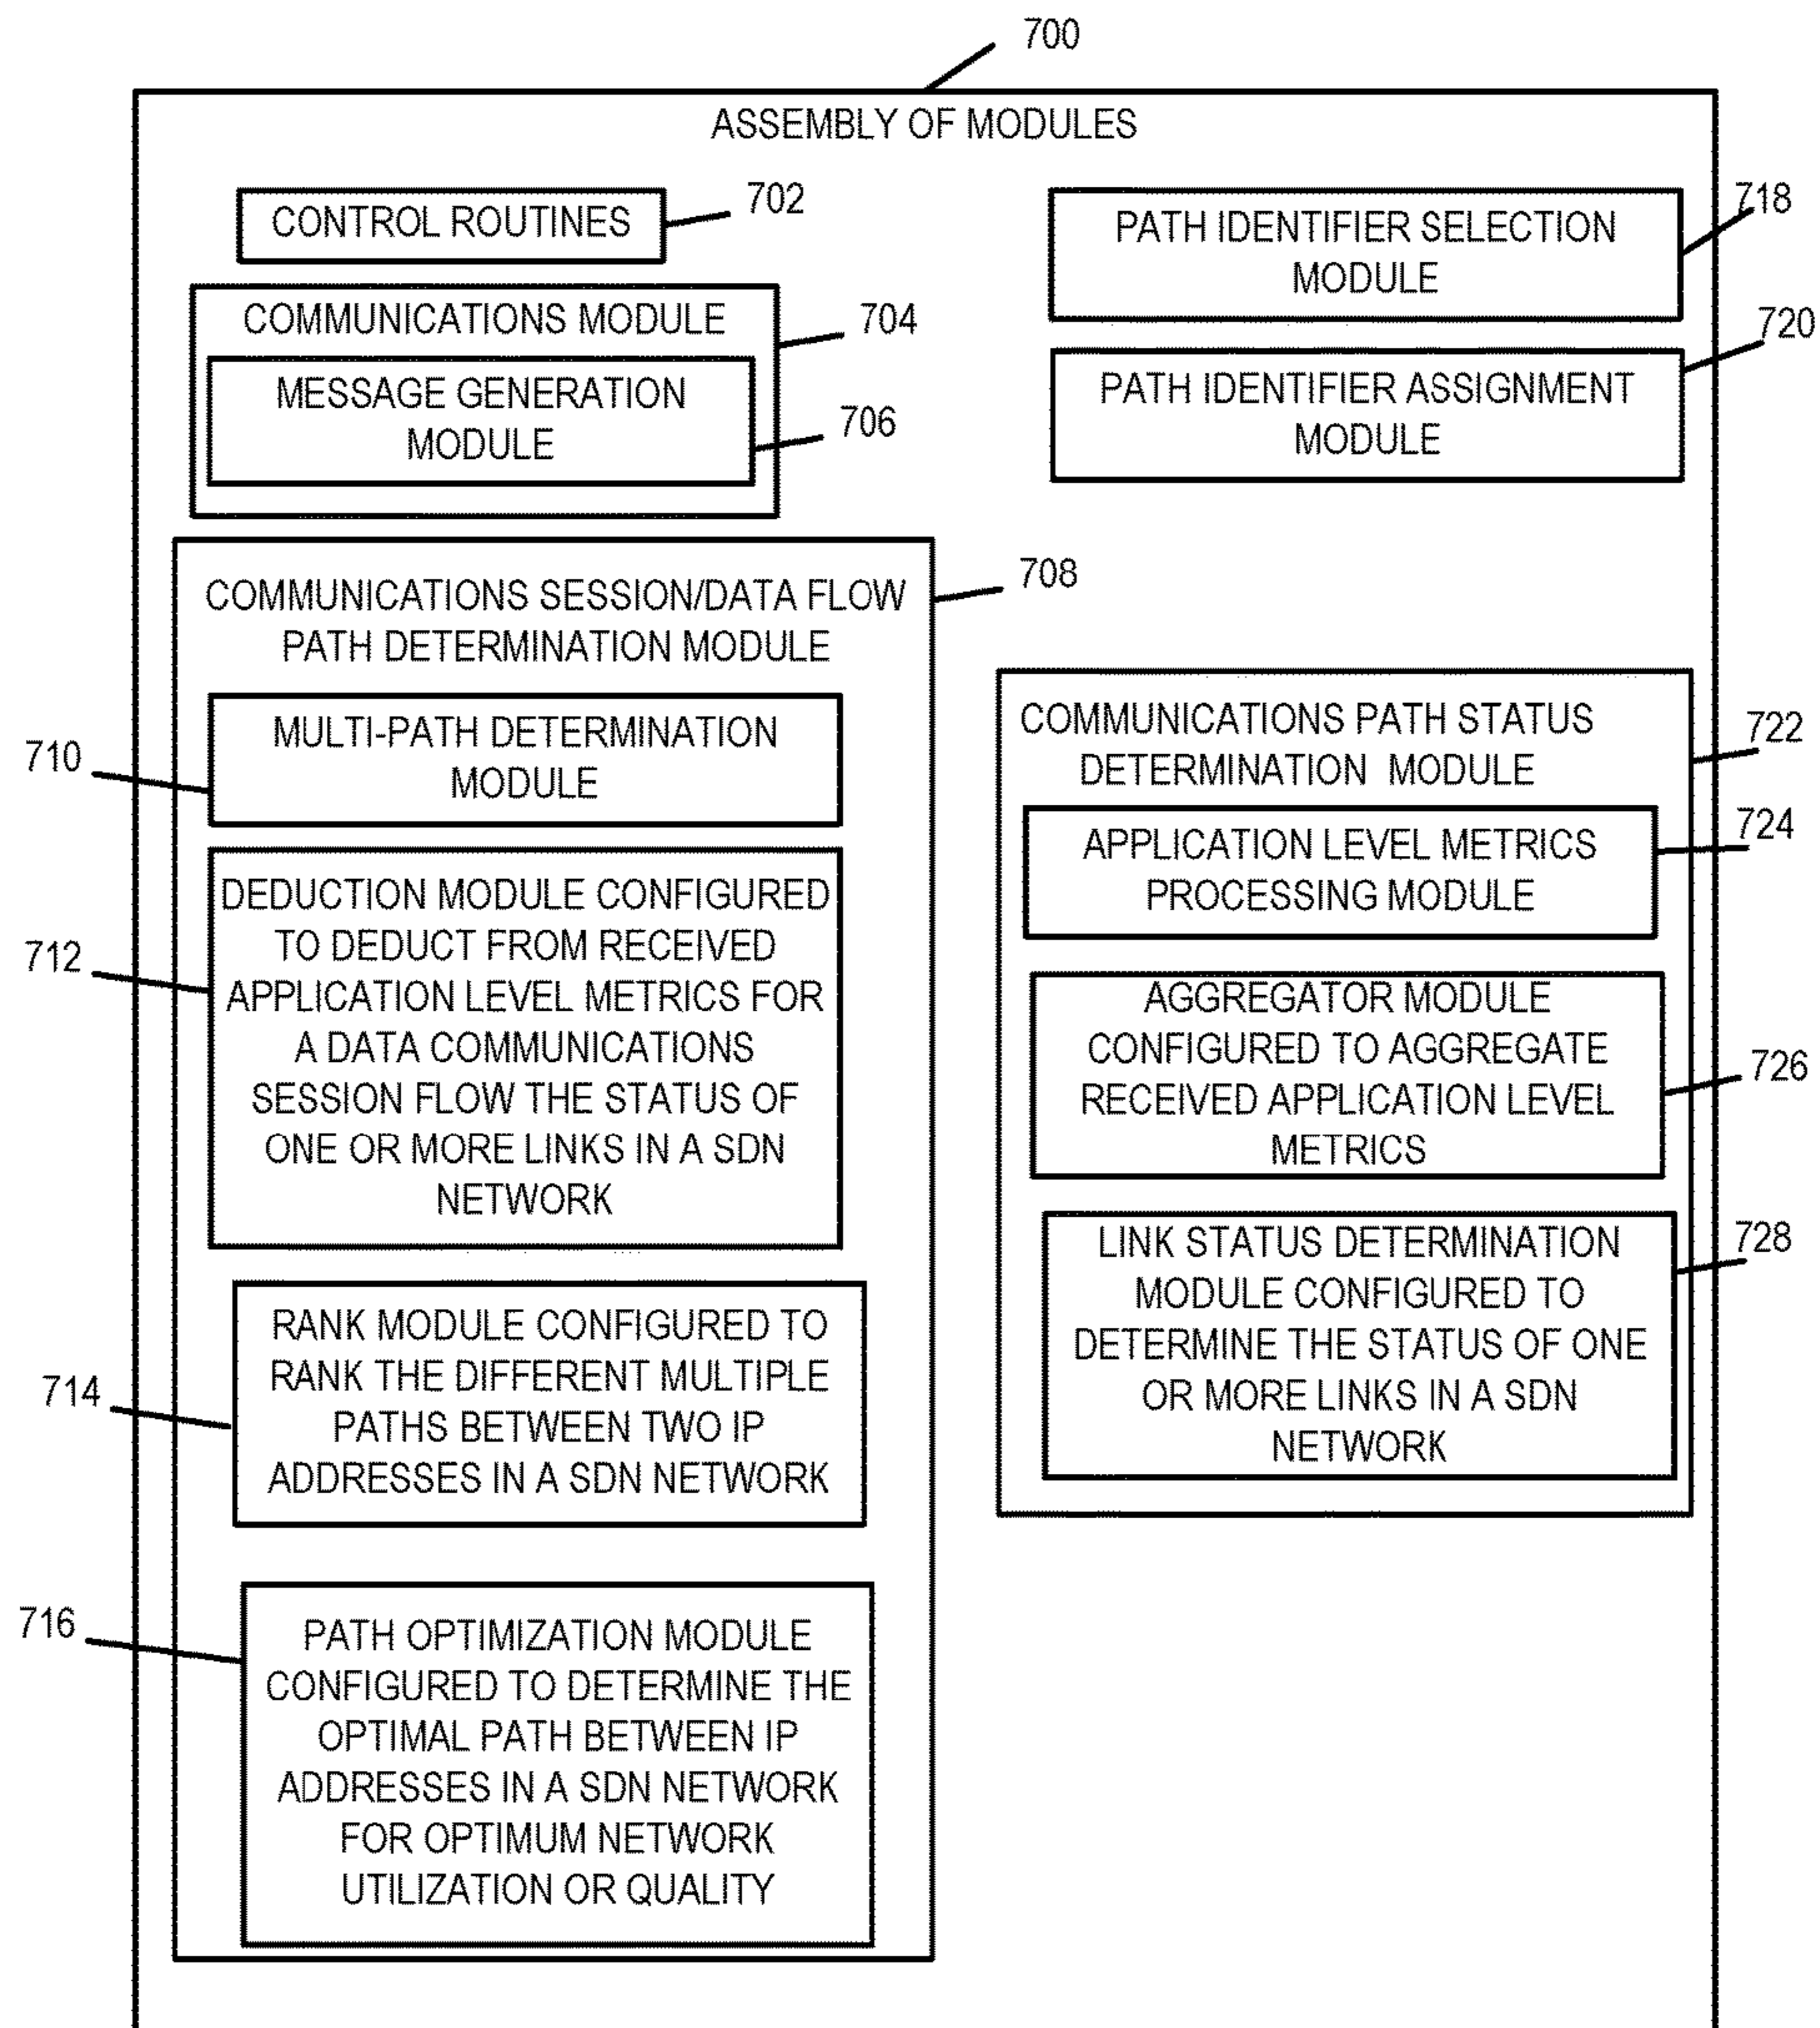 700
ASSEMBLY OF MODULES
CONTROL ROUTINES
702
COMMUNICATIONS MODULE
704
MESSAGE GENERATION
MODULE
706
COMMUNICATIONS SESSION/DATA FLOW
PATH DETERMINATION MODULE
708
MULTI-PATH DETERMINATION
MODULE
710
DEDUCTION MODULE CONFIGURED
TO DEDUCT FROM RECEIVED
APPLICATION LEVEL METRICS FOR
A DATA COMMUNICATIONS
SESSION FLOW THE STATUS OF
ONE OR MORE LINKS IN A SDN
NETWORK
712
RANK MODULE CONFIGURED TO
RANK THE DIFFERENT MULTIPLE
PATHS BETWEEN TWO IP
ADDRESSES IN A SDN NETWORK
714
PATH OPTIMIZATION MODULE
CONFIGURED TO DETERMINE THE
OPTIMAL PATH BETWEEN IP
ADDRESSES IN A SDN NETWORK
FOR OPTIMUM NETWORK
UTILIZATION OR QUALITY
716
PATH IDENTIFIER SELECTION
MODULE
718
PATH IDENTIFIER ASSIGNMENT
MODULE
720
COMMUNICATIONS PATH STATUS
DETERMINATION MODULE
722
APPLICATION LEVEL METRICS
PROCESSING MODULE
724
AGGREGATOR MODULE
CONFIGURED TO AGGREGATE
RECEIVED APPLICATION LEVEL
METRICS
726
LINK STATUS DETERMINATION
MODULE CONFIGURED TO
DETERMINE THE STATUS OF ONE
OR MORE LINKS IN A SDN
NETWORK
728